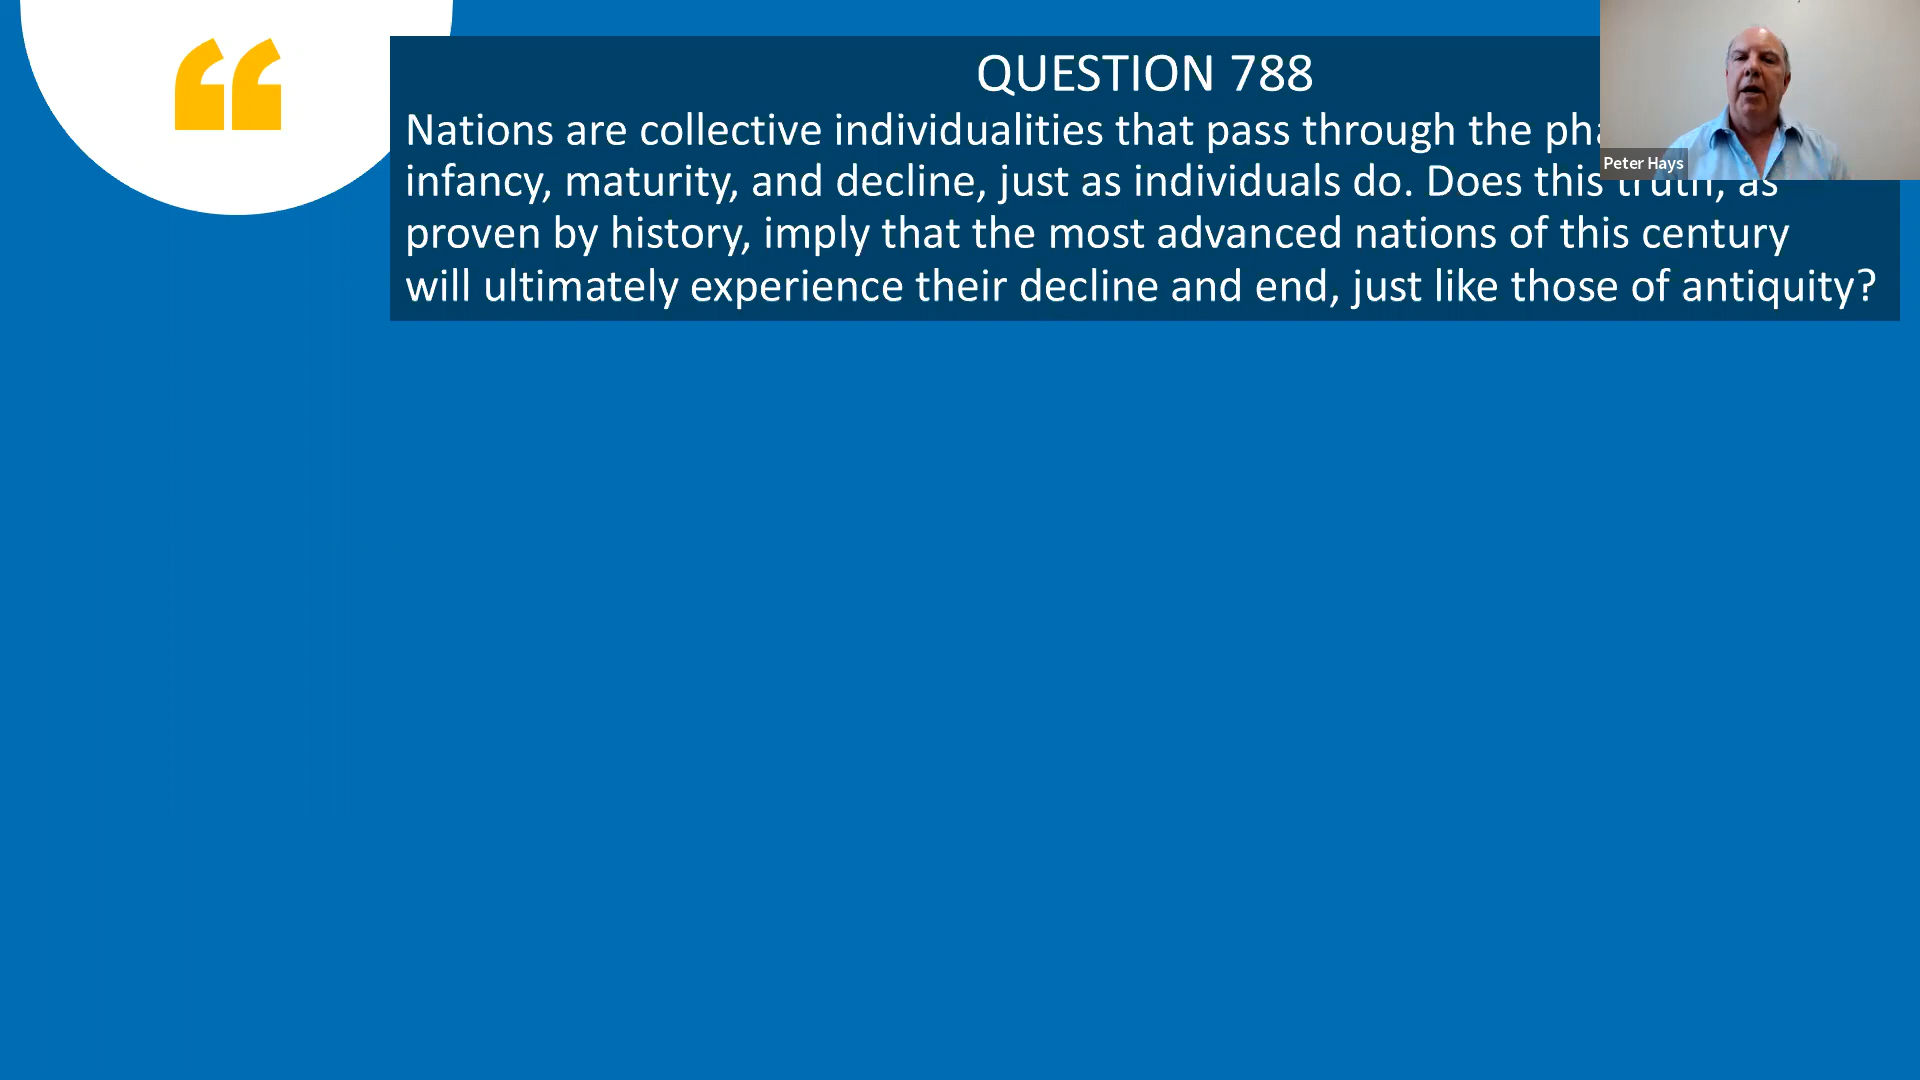 “
QUESTION 788
Nations are collective individualities that pass through the
infancy, maturity, and decline, just as individuals do. Does this truth, as
proven by history, imply that the most advanced nations of this century
will ultimately experience their decline and end, just like those of antiquity?
Peter Hays